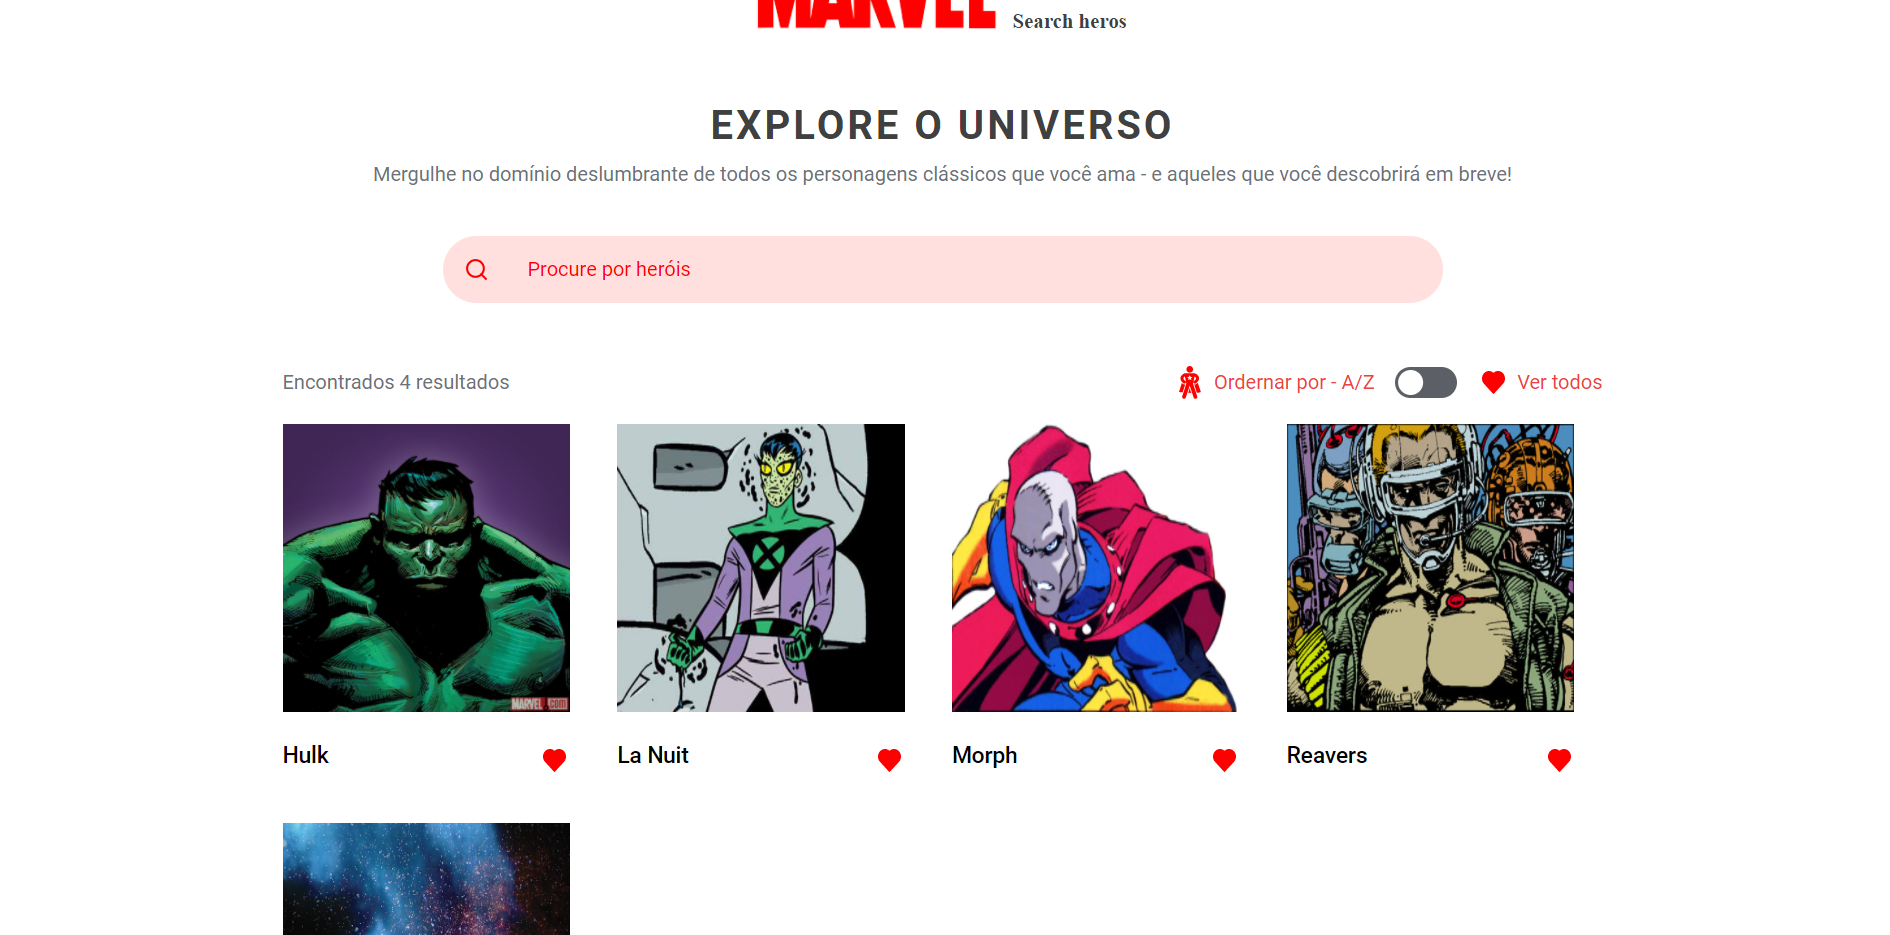 MARVEL Search heros
EXPLORE O UNIVERSO
Mergulhe no domínio deslumbrante de todos os personagens clássicos que você ama - e aqueles que você descobrirá em breve!
Procure por heróis
Encontrados 4 resultados
Ordernar por - A/Z
Ver todos
MARVEL.COM
Hulk
La Nuit
Morph
Reavers